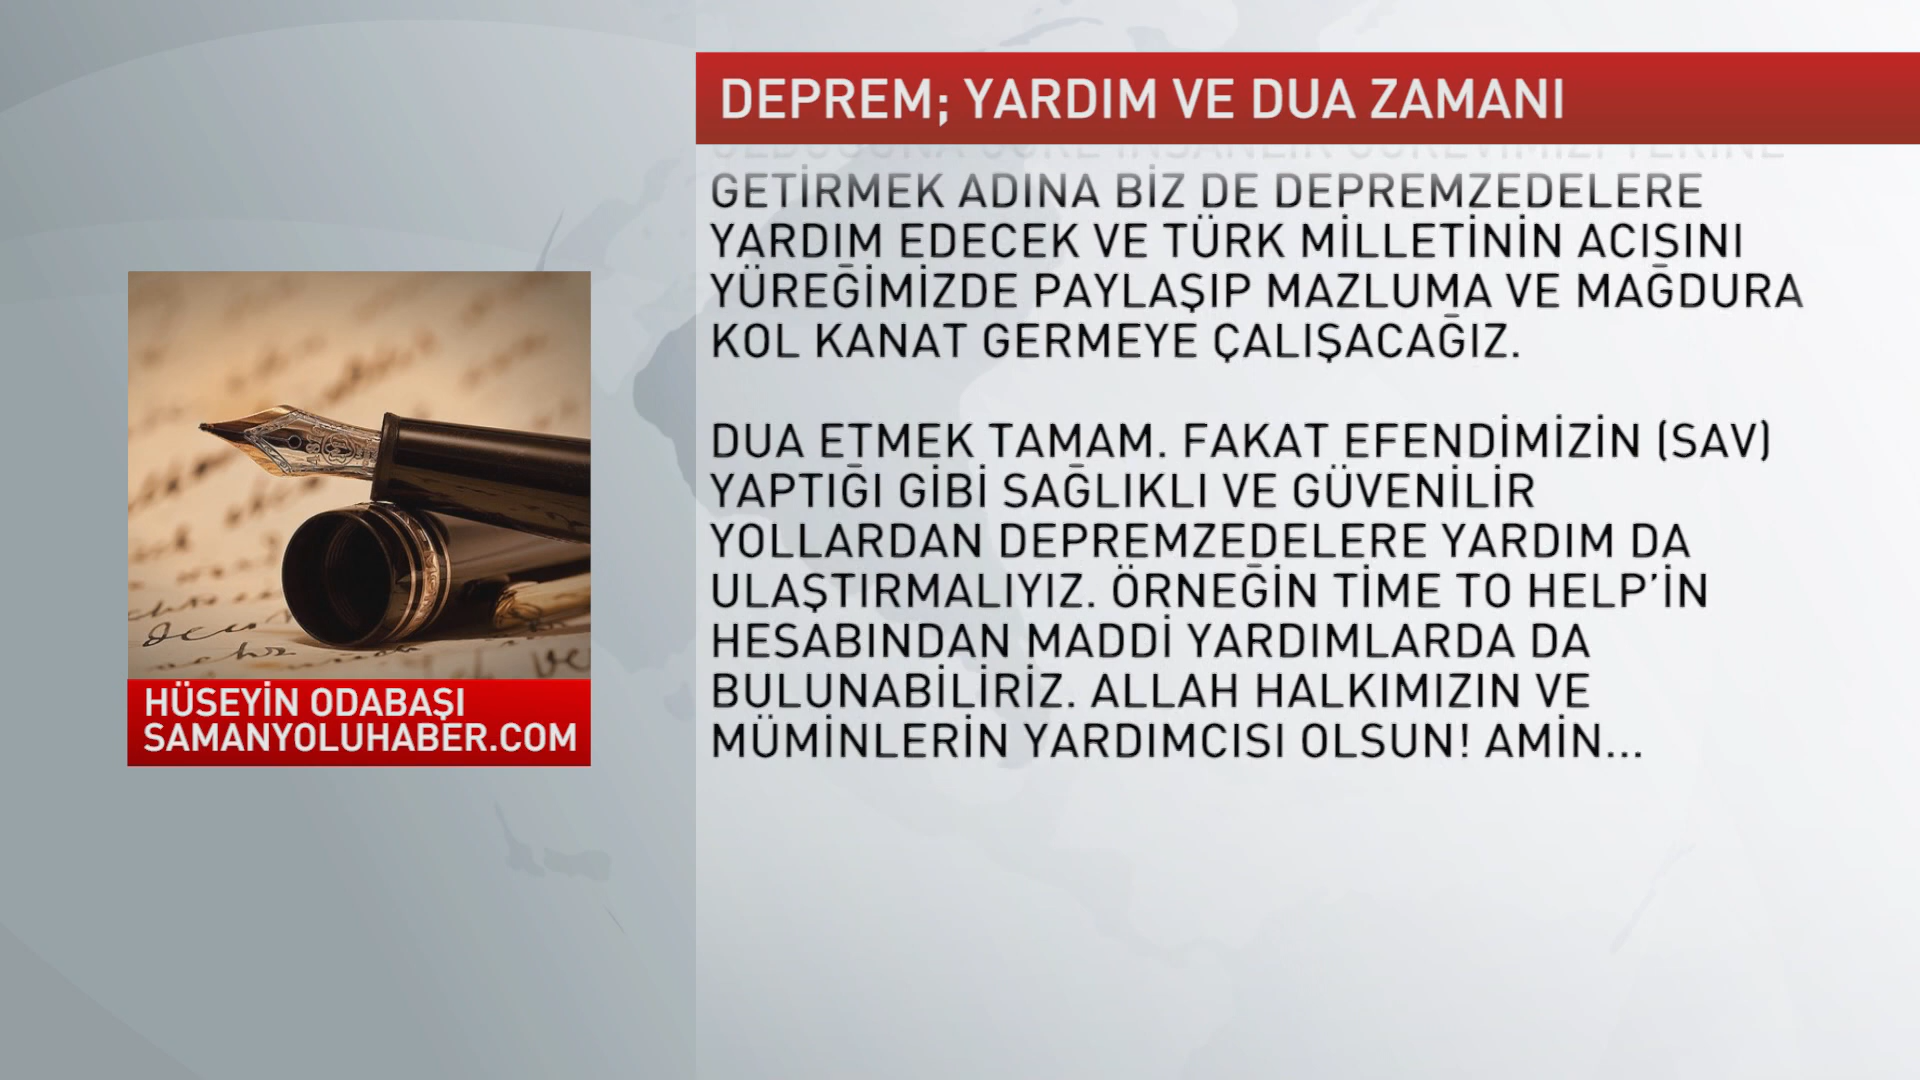 DEPREM; YARDIM VE DUA ZAMANI
GETİRMEK ADINA BİZ DE DEPREMZEDELERE
YARDIM EDECEK VE TÜRK MİLLETİNİN ACISINI
YÜREĞİMİZDE PAYLAŞIP MAZLUMA VE MAĞDURA
KOL KANAT GERMEYE ÇALIŞACAĞIZ.
DUA ETMEK TAMAM. FAKAT EFENDİMİZİN (SAV)
YAPTIĞI GİBİ SAĞLIKLI VE GÜVENİLİR
YOLLARDAN DEPREMZEDELERE YARDIM DA
ULAŞTIRMALIYIZ. ÖRNEĞİN TİME TO HELP’İN
HESABINDAN MADDİ YARDIMLARDA DA
BULUNABİLİRİZ. ALLAH HALKIMIZIN VE
MÜMİNLERİN YARDIMCISI OLSUN! AMİN...
HÜSEYİN ODABAŞI
SAMANYOLUHABER.COM